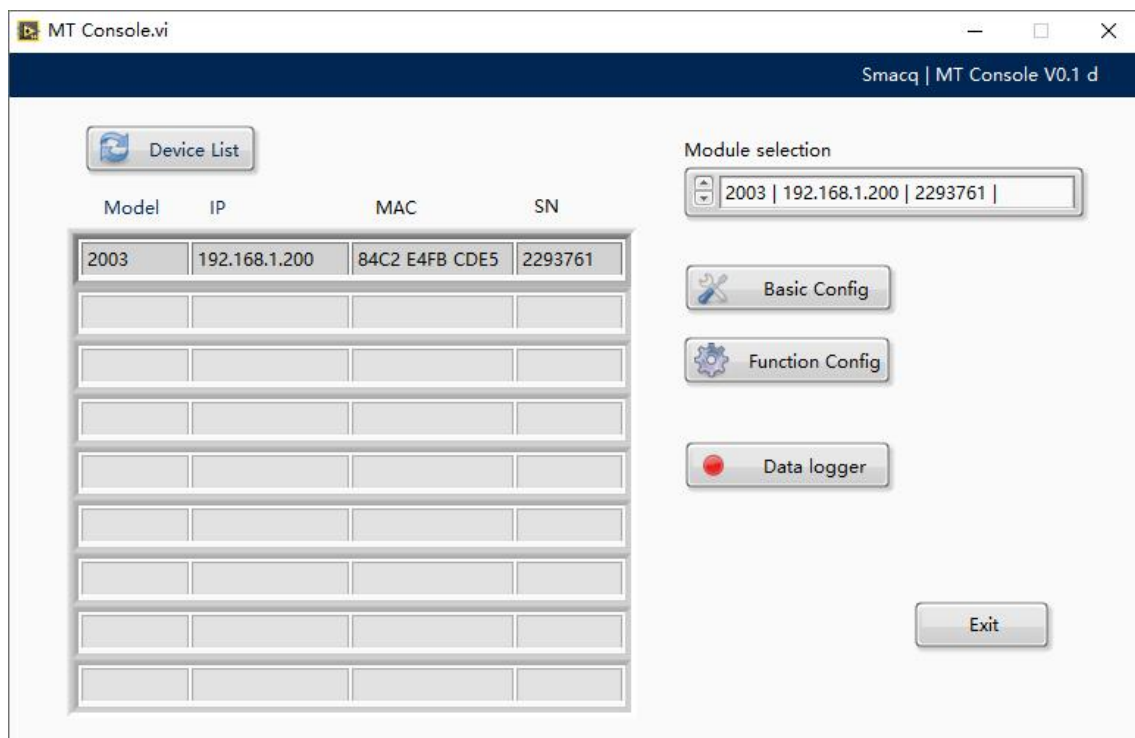 MT Console.vi
Smacq | MT Console V0.1 d
Device List
Module selection
2003 | 192.168.1.200 | 2293761 |
Model IP MAC SN
2003 192.168.1.200 84C2 E4FB CDE5 2293761
Basic Config
Function Config
Data logger
Exit